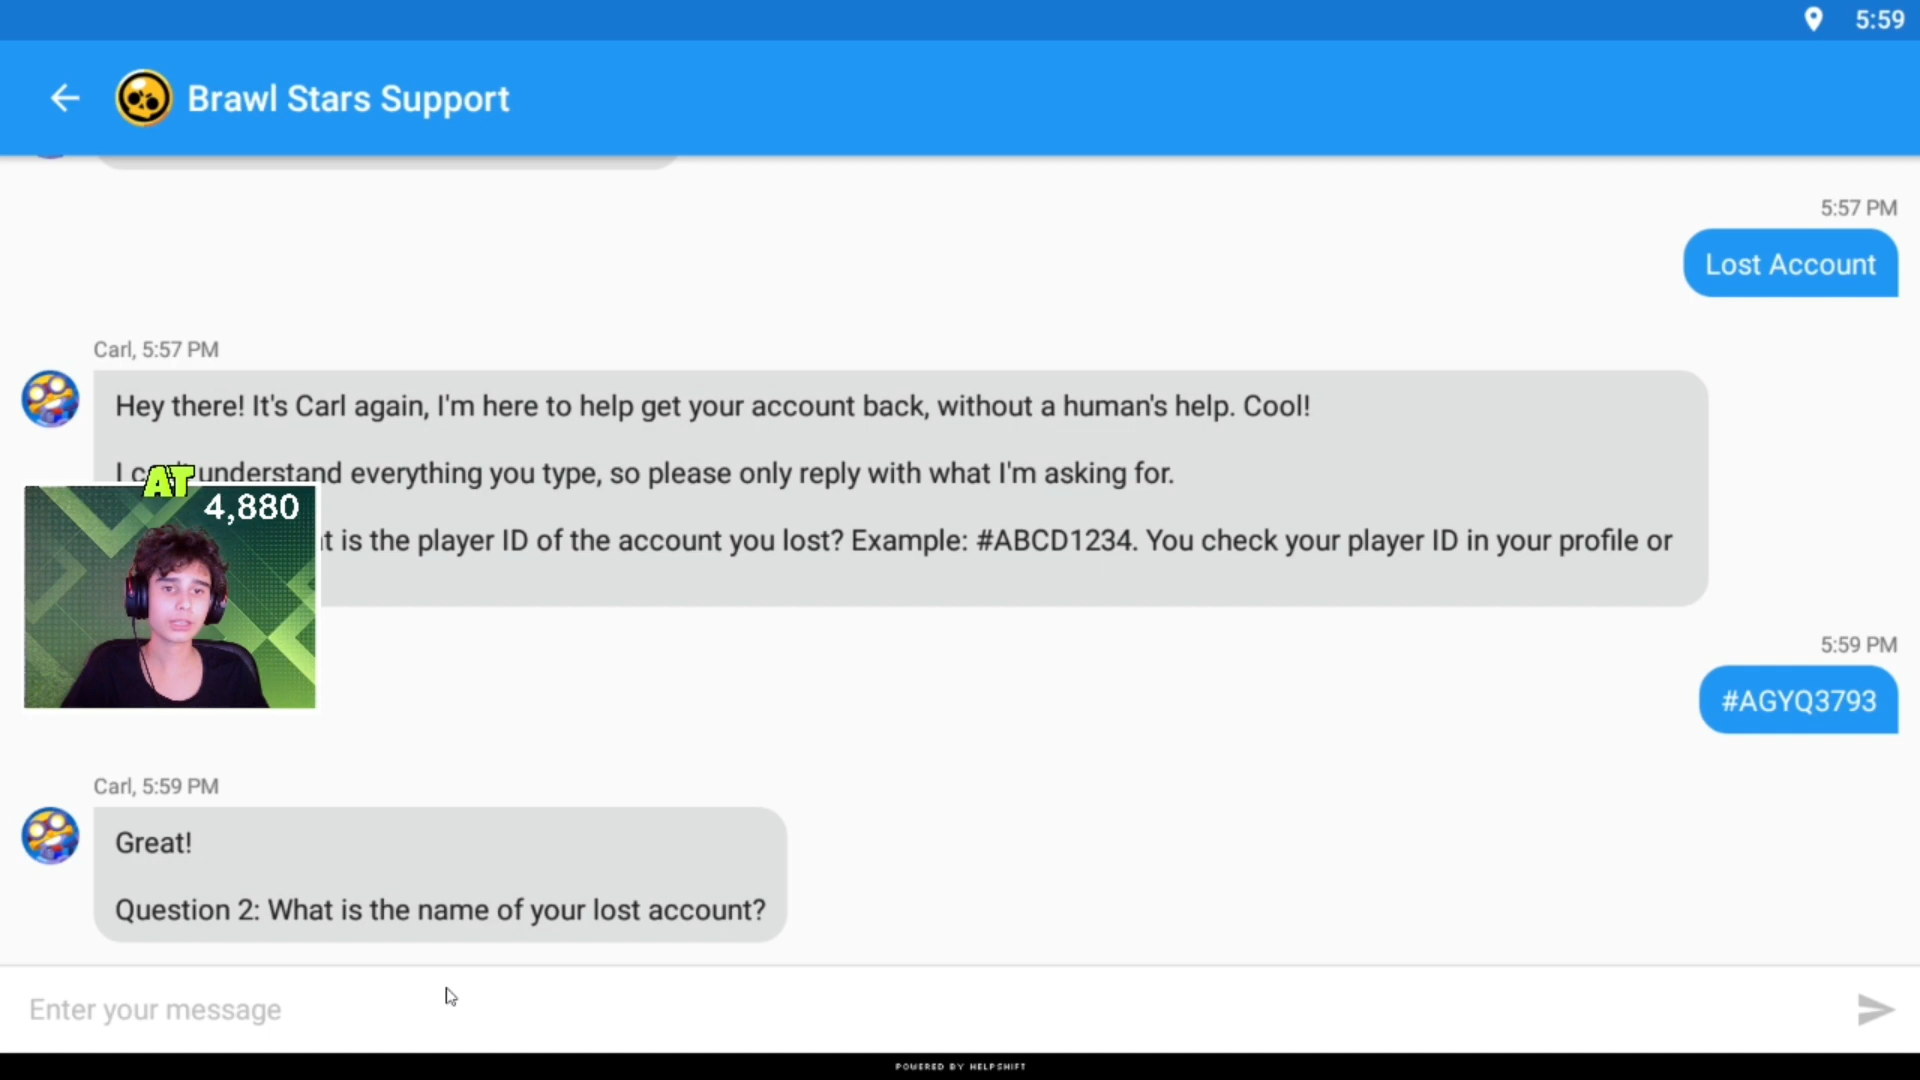 5:59
Brawl Stars Support
5:57 PM
Lost Account
Carl, 5:57 PM
Hey there! It's Carl again, I'm here to help get your account back, without a human's help. Cool!
I understand everything you type, so please only reply with what I'm asking for.
AT
4,880
is the player ID of the account you lost? Example: #ABCD1234. You check your player ID in your profile or
5:59 PM
#AGYQ3793
Carl, 5:59 PM
Great!
Question 2: What is the name of your lost account?
Enter your message
POWERED BY HELPSHIFT